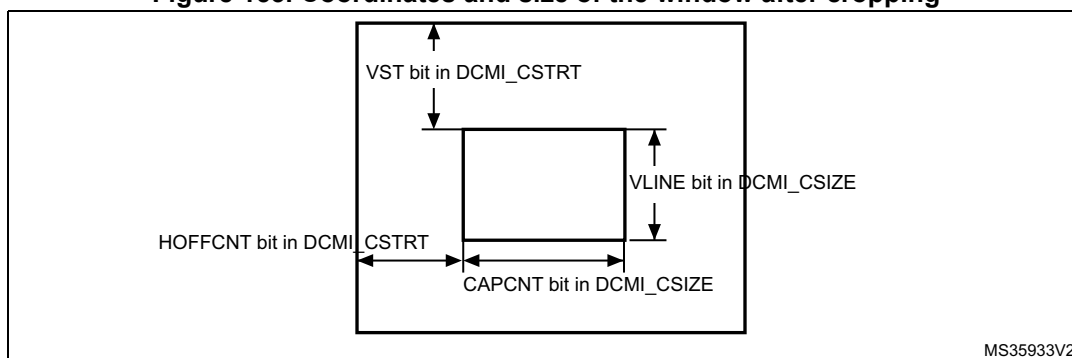 Figure 169. Coordinates and size of the window after cropping
VST bit in DCMI_CSTRT
VLINE bit in DCMI_CSIZE
HOFFCNT bit in DCMI_CSTRT
CAPCNT bit in DCMI_CSIZE
MS35933V2